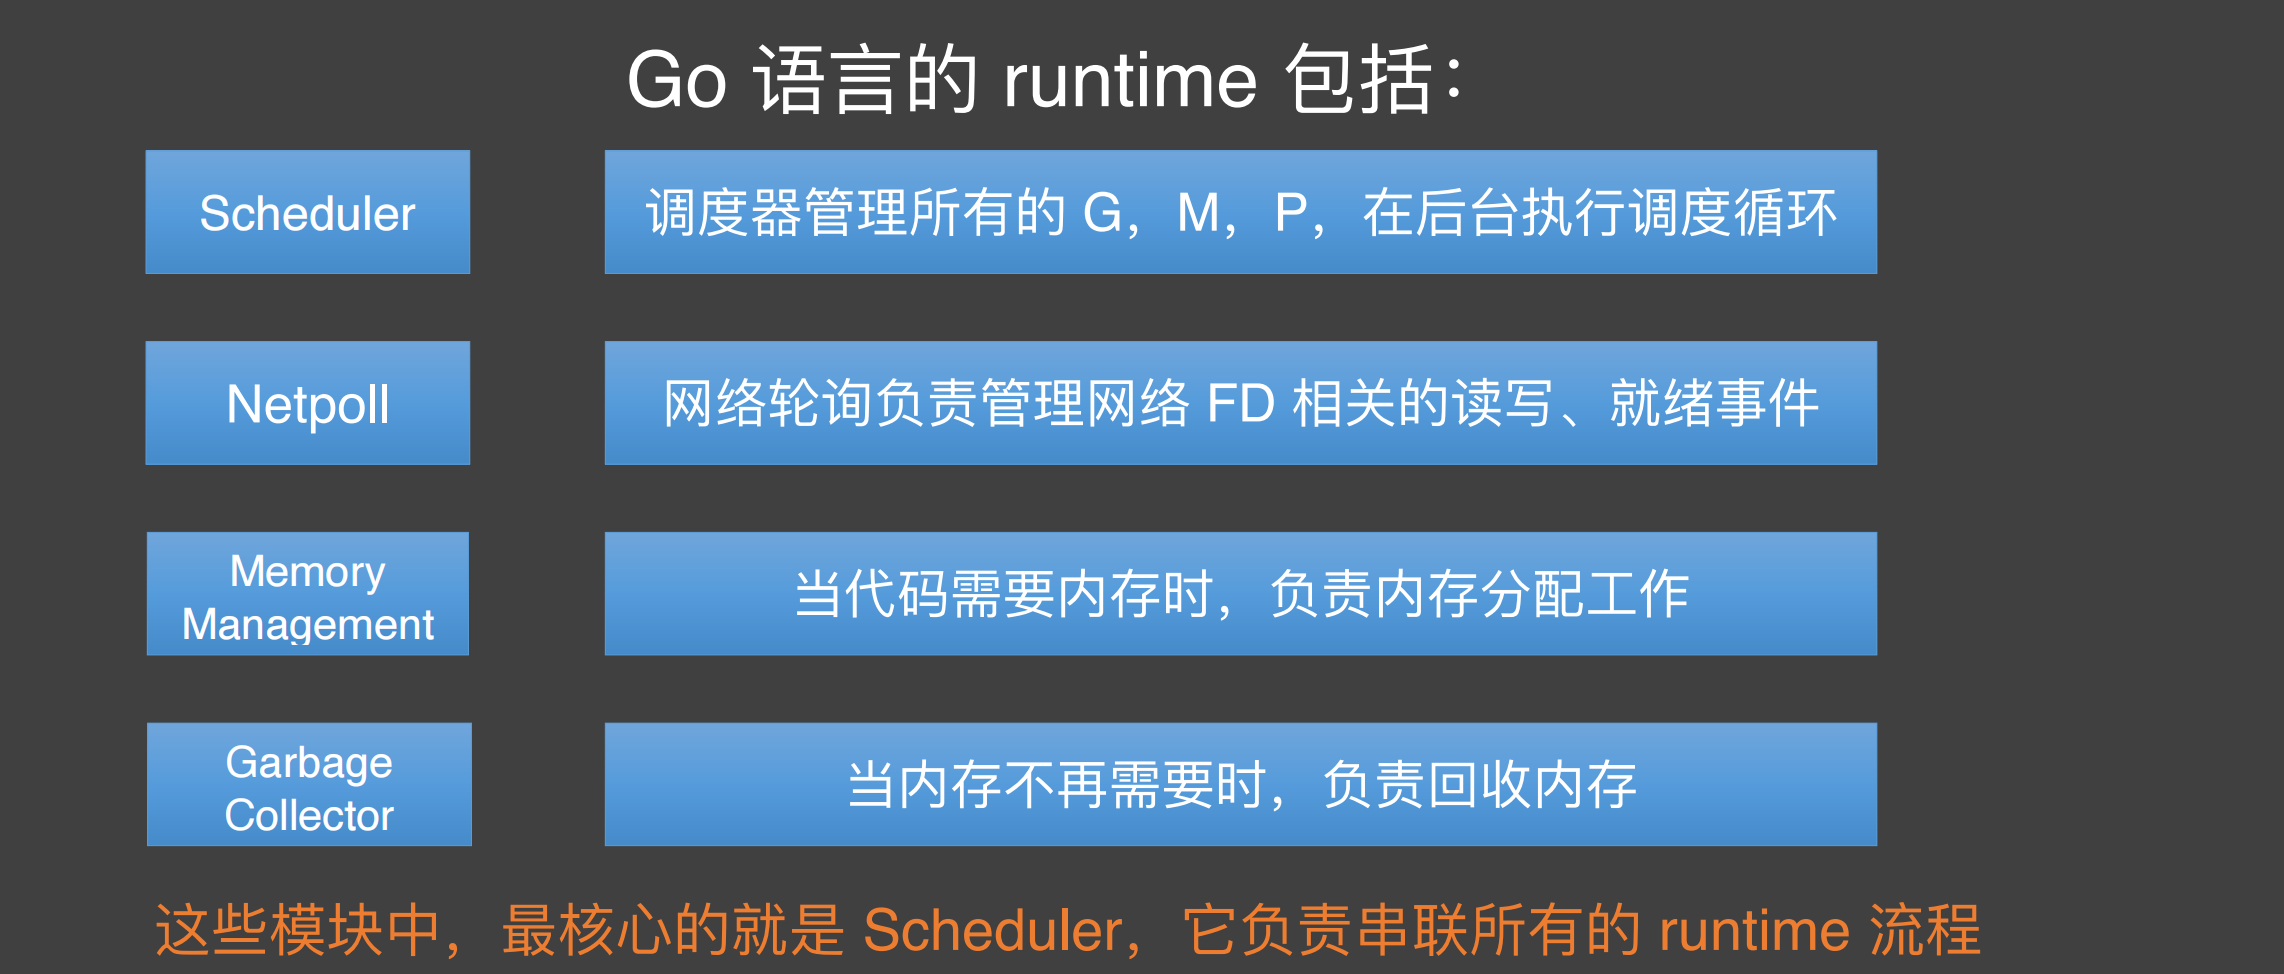 Go 语言的 runtime 包括：
Scheduler
调度器管理所有的 G，M，P，在后台执行调度循环
Netpoll
网络轮询负责管理网络 FD 相关的读写、就绪事件
Memory
Management
当代码需要内存时，负责内存分配工作
Garbage
Collector
当内存不再需要时，负责回收内存
这些模块中，最核心的就是 Scheduler，它负责串联所有的 runtime 流程